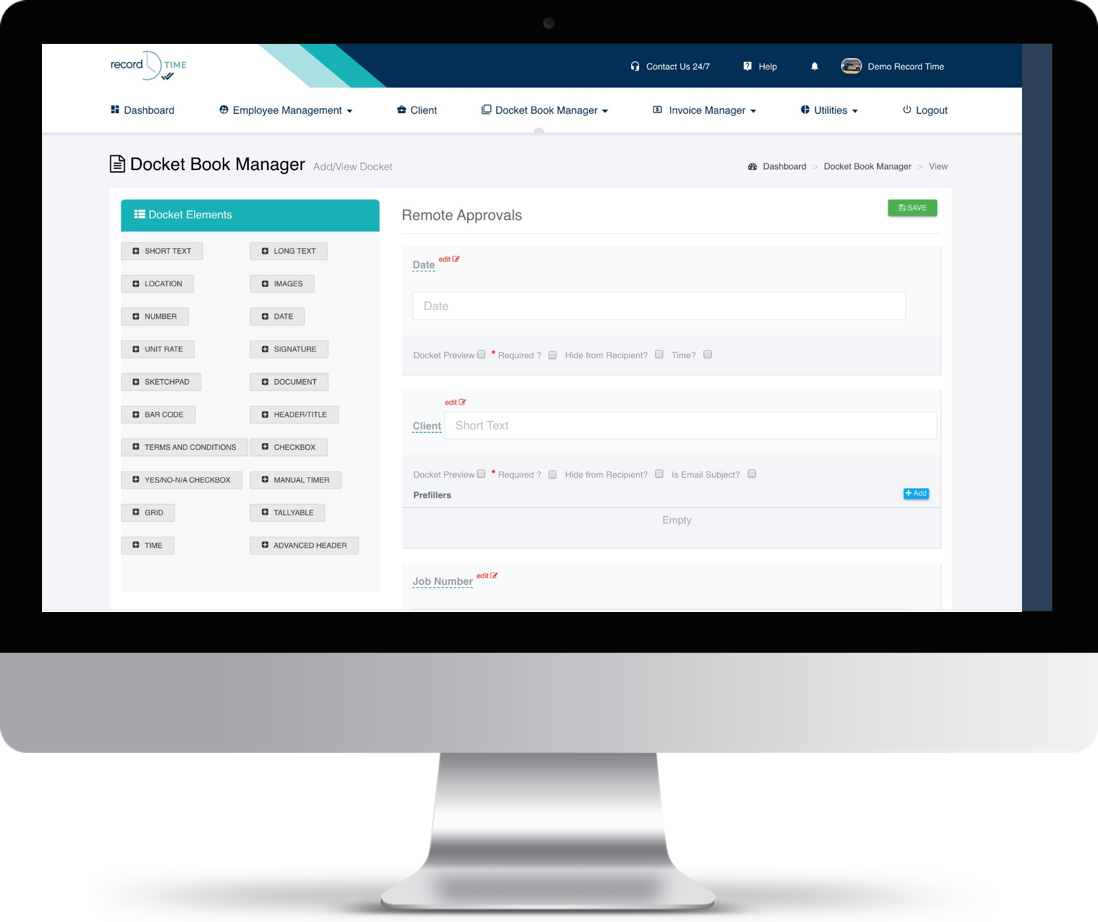 record TIME
Contact Us 24/7 Help Demo Record Time
Dashboard Employee Management Client Docket Book Manager Invoice Manager Utilities Logout
Docket Book Manager Add/View Docket
Dashboard > Docket Book Manager > View
Docket Elements
SHORT TEXT LONG TEXT
LOCATION IMAGES
NUMBER DATE
UNIT RATE SIGNATURE
SKETCHPAD DOCUMENT
BAR CODE HEADER/TITLE
TERMS AND CONDITIONS CHECKBOX
YES/NO-N/A CHECKBOX MANUAL TIMER
GRID TALLYABLE
TIME ADVANCED HEADER
Remote Approvals
SAVE
Date edit
Date
Docket Preview * Required ? Hide from Recipient? Time?
edit
Client Short Text
Docket Preview * Required ? Hide from Recipient? Is Email Subject?
Prefillers + Add
Empty
Job Number edit